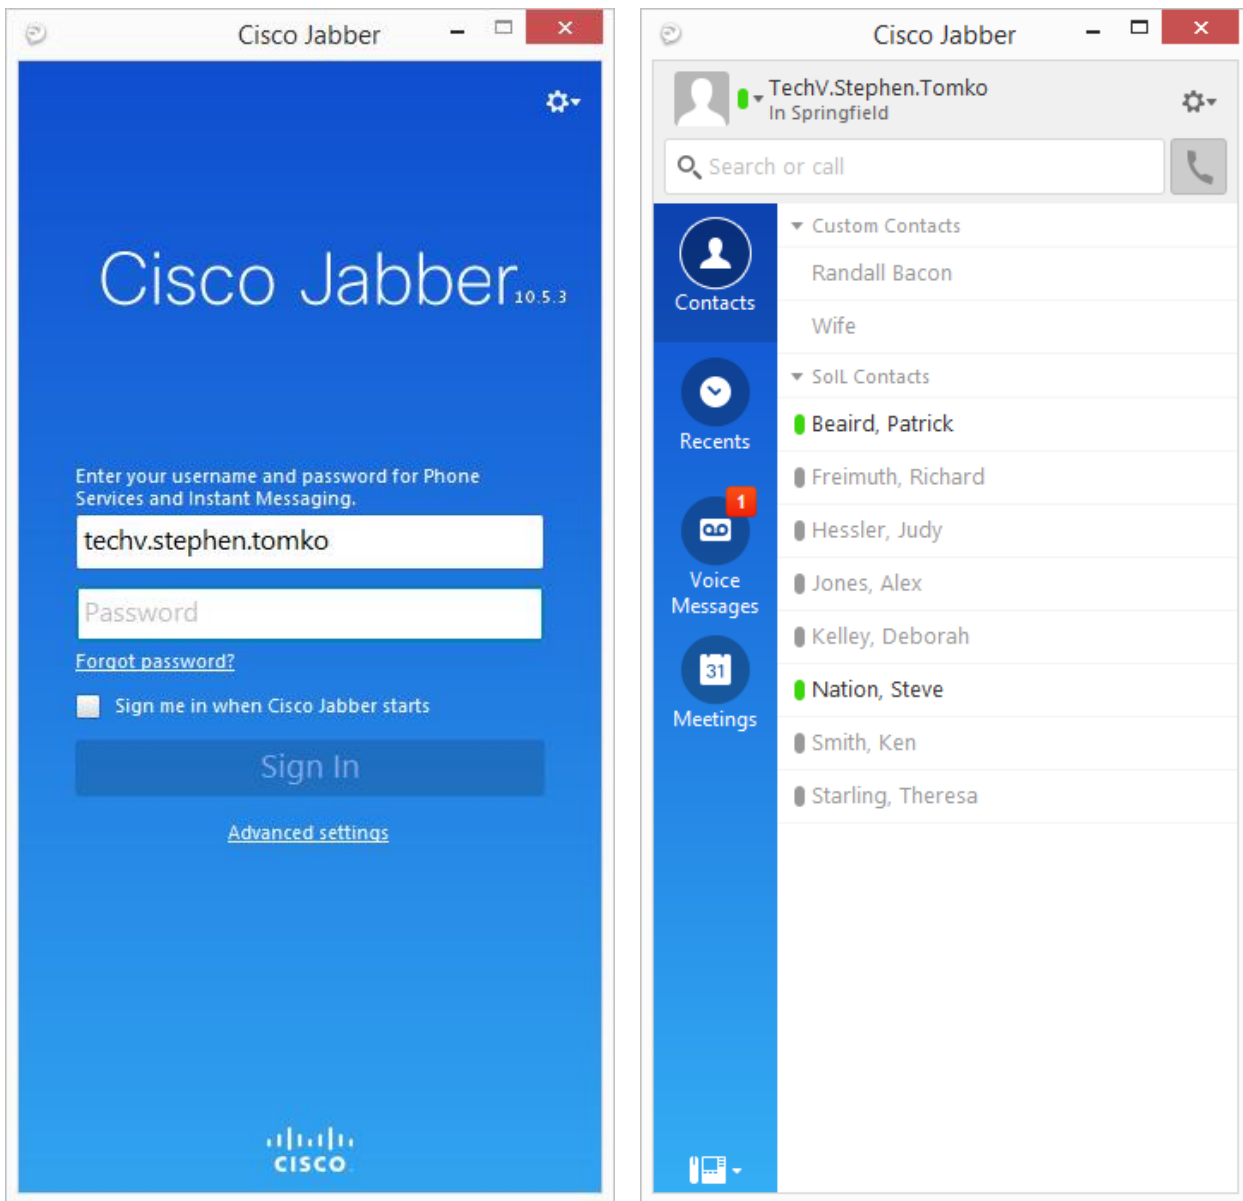 Cisco Jabber
Cisco Jabber 10.5.3
Enter your username and password for Phone
Services and Instant Messaging.
techv.stephen.tomko
Password
Forgot password?
Sign me in when Cisco Jabber starts
Sign In
Advanced settings
CISCO
Cisco Jabber
TechV.Stephen.Tomko
In Springfield
Search or call
Contacts
Recents
1
Voice
Messages
31
Meetings
Custom Contacts
Randall Bacon
Wife
SoIL Contacts
Beaird, Patrick
Freimuth, Richard
Hessler, Judy
Jones, Alex
Kelley, Deborah
Nation, Steve
Smith, Ken
Starling, Theresa